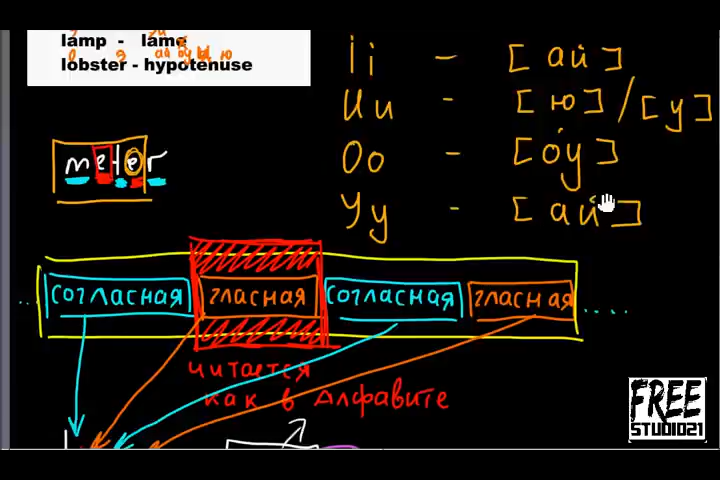 lamp - lame
lobster - hypotenuse
Ii - [ай]
Uu - [ю]/[у]
Oo - [óу]
Yy - [ай]
meter
... согласная гласная согласная гласная ....
читается
как в алфавите
FREE
STUDIO21